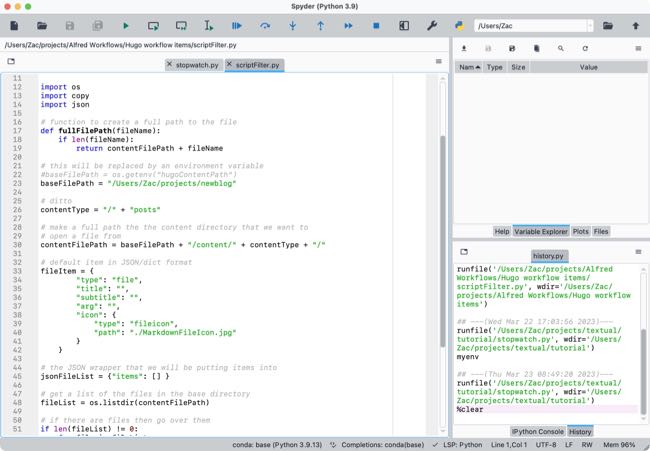 Spyder (Python 3.9)
/Users/Zac
/Users/Zac/projects/Alfred Workflows/Hugo workflow items/scriptFilter.py
stopwatch.py
scriptFilter.py
11
12 import os
13 import copy
14 import json
15
16 # function to create a full path to the file
17 def fullFilePath(fileName):
18 if len(fileName):
19 return contentFilePath + fileName
20
21 # this will be replaced by an environment variable
22 #baseFilePath = os.getenv("hugoContentPath")
23 baseFilePath = "/Users/Zac/projects/newblog"
24
25 # ditto
26 contentType = "/" + "posts"
27
28 # make a full path the the content directory that we want to
29 # open a file from
30 contentFilePath = baseFilePath + "/content/" + contentType + "/"
31
32 # default item in JSON/dict format
33 fileItem = {
34 "type": "file",
35 "title": "",
36 "subtitle": "",
37 "arg": "",
38 "icon": {
39 "type": "fileicon",
40 "path": "./MarkdownFileIcon.jpg"
41 }
42 }
43
44 # the JSON wrapper that we will be putting items into
45 jsonFileList = {"items": [] }
46
47 # get a list of the files in the base directory
48 fileList = os.listdir(contentFilePath)
49
50 # if there are files then go over them
51 if len(fileList) != 0:
Nam Type Size Value
Help Variable Explorer Plots Files
history.py
runfile('/Users/Zac/projects/Alfred
Workflows/Hugo workflow items/
scriptFilter.py', wdir='/Users/Zac/
projects/Alfred Workflows/Hugo workflow
items')
## ---(Wed Mar 22 17:03:56 2023)---
runfile('/Users/Zac/projects/textual/
tutorial/stopwatch.py', wdir='/Users/
Zac/projects/textual/tutorial')
myenv
## ---(Thu Mar 23 08:49:20 2023)---
runfile('/Users/Zac/projects/textual/
tutorial/stopwatch.py', wdir='/Users/
Zac/projects/textual/tutorial')
%clear
IPython Console History
conda: base (Python 3.9.13) Completions: conda(base) LSP: Python Line 1, Col 1 UTF-8 LF RW Mem 96%